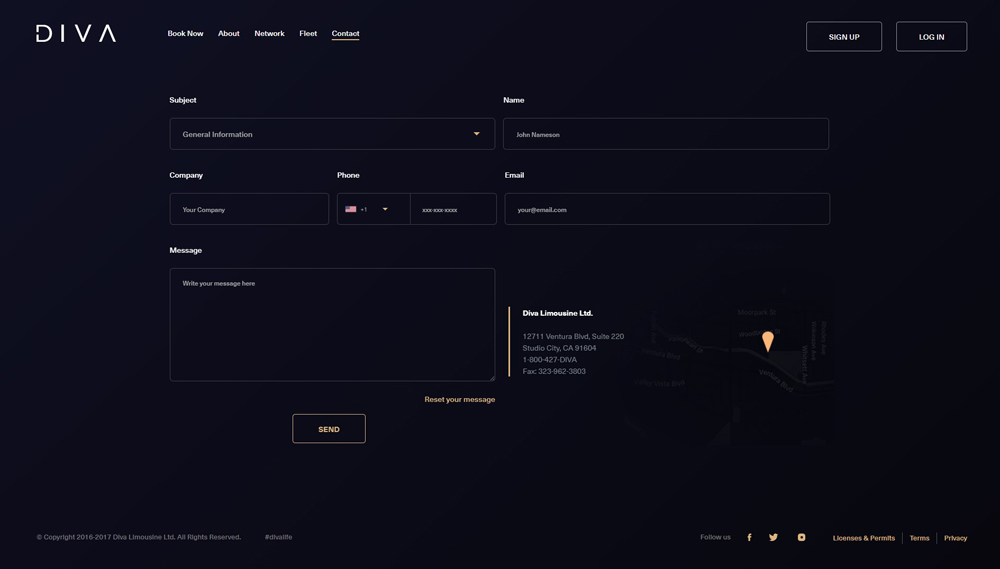 DIVA
Book Now
About
Network
Fleet
Contact
SIGN UP
LOG IN
Subject
Name
General Information
John Nameson
Company
Phone
Email
Your Company
+1
xxx-xxx-xxxx
your@email.com
Message
Write your message here
Diva Limousine Ltd.
12711 Ventura Blvd, Suite 220
Studio City, CA 91604
1-800-427-DIVA
Fax: 323-962-3803
Moorpark St
Ventura Blvd
Ventura Blvd
Reset your message
SEND
© Copyright 2016-2017 Diva Limousine Ltd. All Rights Reserved.
#divalife
Follow us
Licenses & Permits
Terms
Privacy